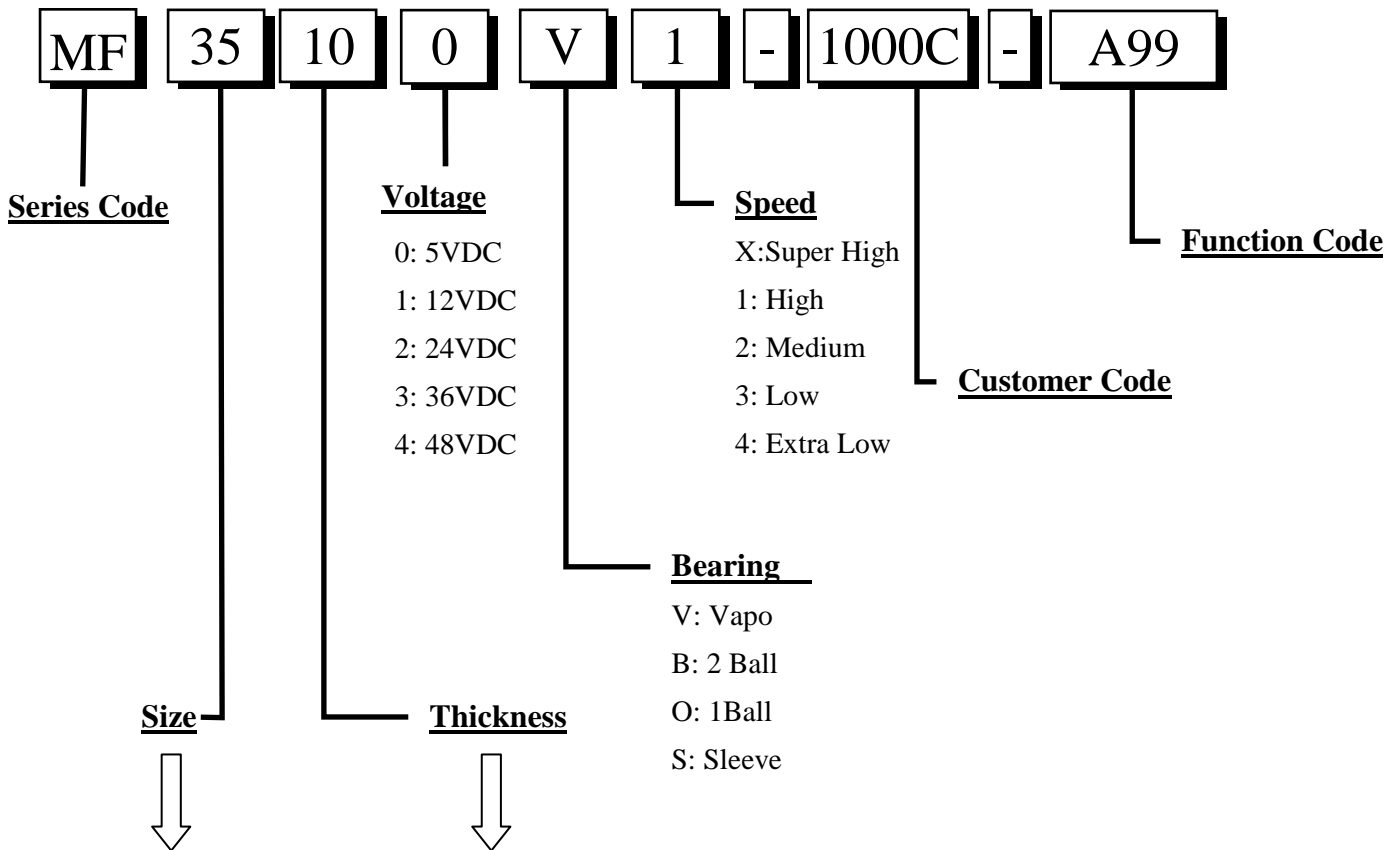 MF 35 10 0 V 1 - 1000C - A99
Series Code
Voltage
0: 5VDC
1: 12VDC
2: 24VDC
3: 36VDC
4: 48VDC
Speed
X:Super High
1: High
2: Medium
3: Low
4: Extra Low
Function Code
Customer Code
Bearing
V: Vapo
B: 2 Ball
O: 1Ball
S: Sleeve
Size
Thickness